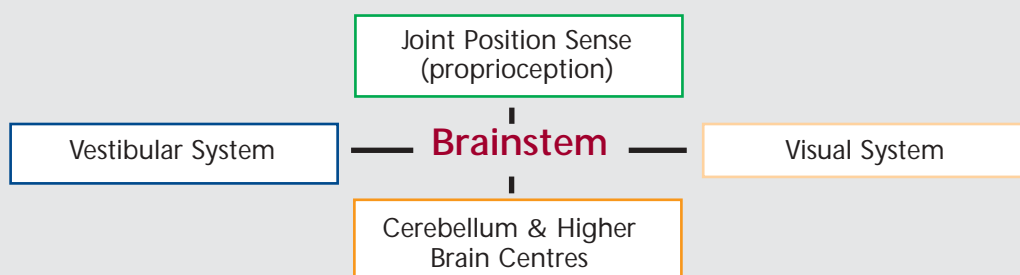 Joint Position Sense
(proprioception)
Vestibular System
Brainstem
Visual System
Cerebellum & Higher
Brain Centres